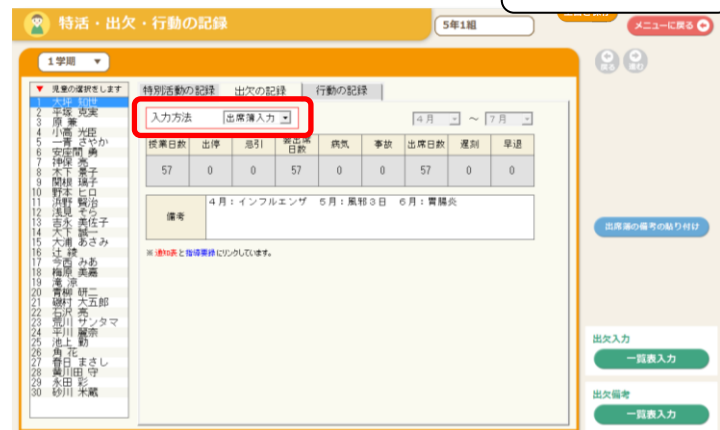 特活・出欠・行動の記録
5年1組
メニューに戻る
1学期
戻る
進む
▼ 児童の選択をします
1 大坪 知世
2 平塚 克実
3 原 兼
4 小高 光臣
5 一青 さやか
6 安座間 勇
7 神保 亮
8 木下 景子
9 関根 瑞子
10 野本 ヒロ
11 浜野 賢治
12 浅見 そら
13 吉永 美佐子
14 大下 誠一
15 大浦 あさみ
16 辻 綾
17 今西 みあ
18 梅原 美嘉
19 滝 涼
20 青柳 研二
21 磯村 大五郎
22 石沢 亮
23 荒川 サンタマ
24 平川 麗奈
25 池上 勤
26 角 花
27 春日 まさし
28 黄川田 守
29 永田 彩
30 砂川 米蔵
特別活動の記録 出欠の記録 行動の記録
入力方法 出席簿入力
4月 ～ 7月
授業日数 出停 忌引 要出席日数 病気 事故 出席日数 遅刻 早退
57 0 0 57 0 0 57 0 0
備考
4月：インフルエンザ 5月：風邪3日 6月：胃腸炎
※ 通知表と指導要録にリンクしています。
出席簿の備考の貼り付け
出欠入力
一覧表入力
出欠備考
一覧表入力